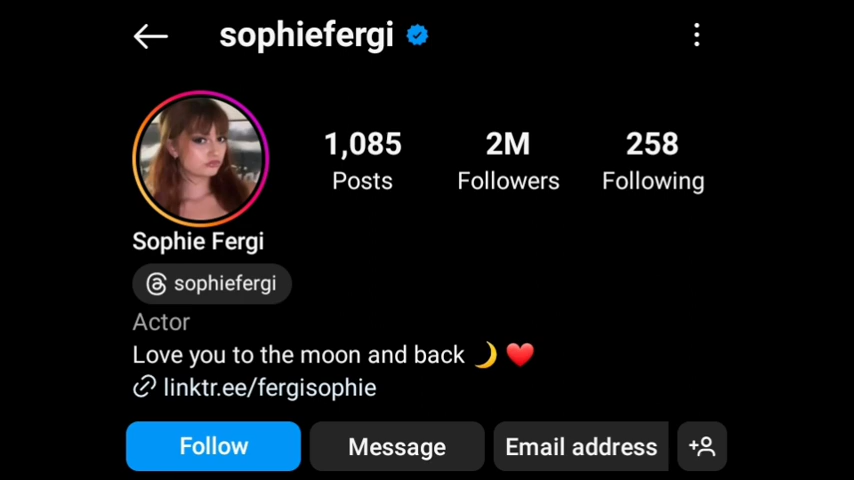 sophiefergi
1,085 2M 258
Posts Followers Following
Sophie Fergi
sophiefergi
Actor
Love you to the moon and back 🌙 ❤️
linktr.ee/fergisophie
Follow Message Email address